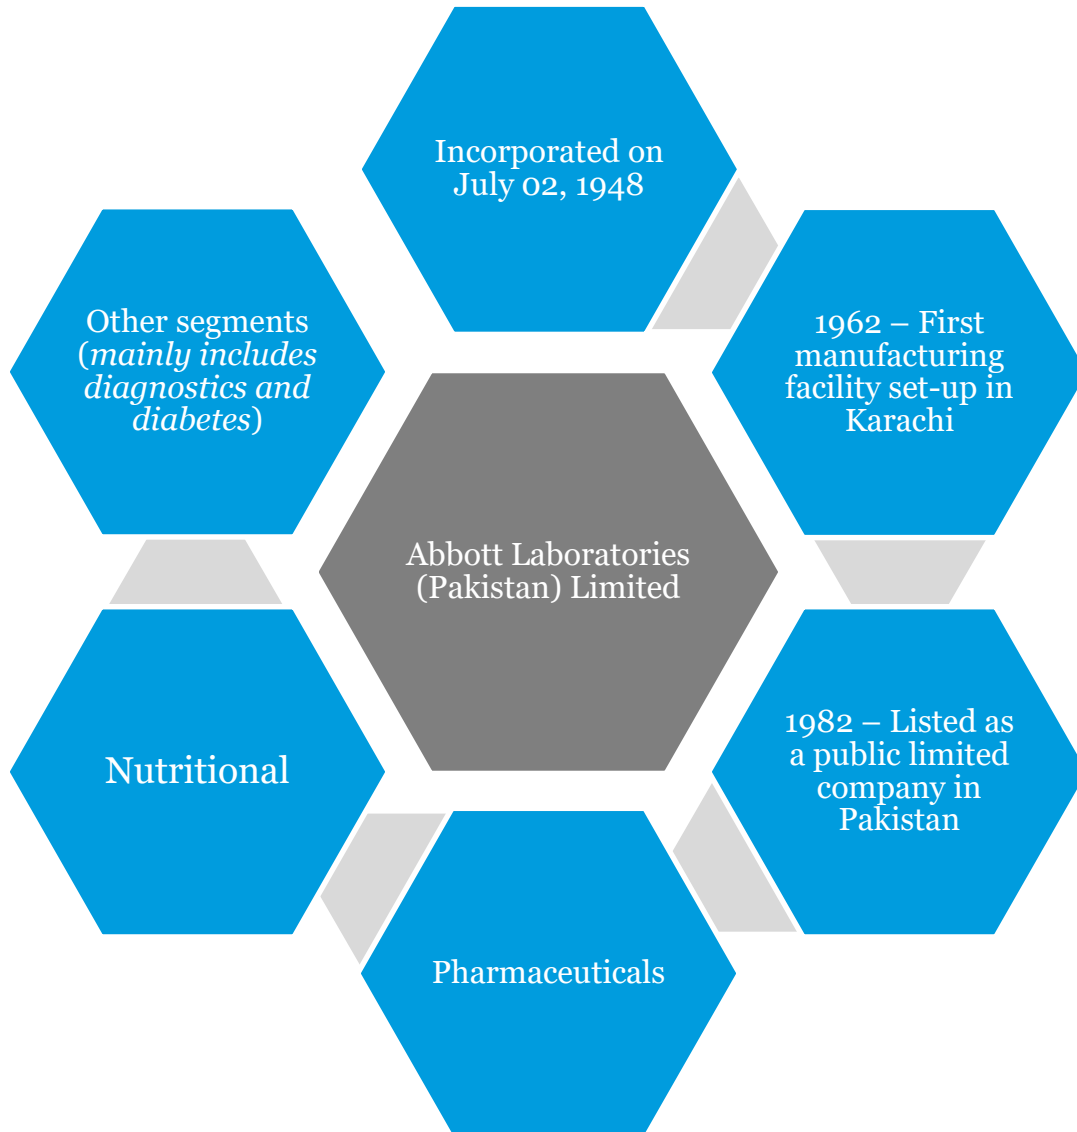 Incorporated on
July 02, 1948
1962 – First
manufacturing
facility set-up in
Karachi
1982 – Listed as
a public limited
company in
Pakistan
Pharmaceuticals
Nutritional
Other segments
(mainly includes
diagnostics and
diabetes)
Abbott Laboratories
(Pakistan) Limited